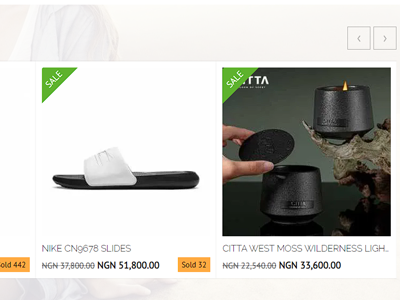 SALE
SALE
NIKE CN9678 SLIDES
NGN 37,800.00 NGN 51,800.00
Sold 442
Sold 32
CITTA WEST MOSS WILDERNESS LIGH..
NGN 22,540.00 NGN 33,600.00